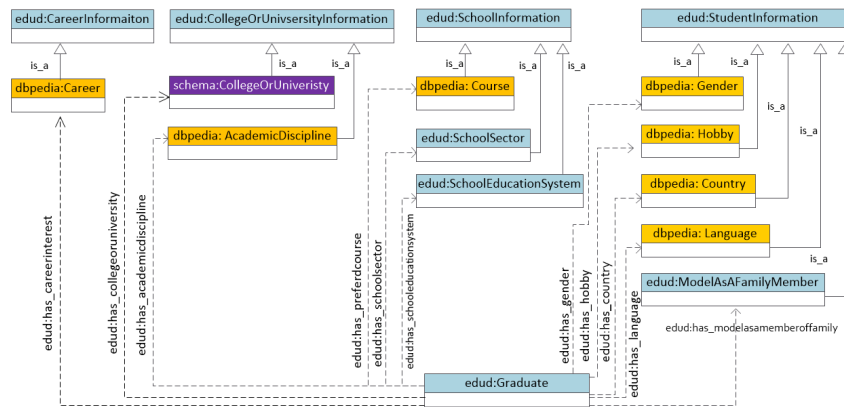 edud:CareerInformaiton
edud:CollegeOrUnivsersityInformation
edud:SchoolInformation
edud:StudentInformation
is_a
is_a
is_a
is_a
is_a
is_a
is_a
is_a
is_a
is_a
is_a
dbpedia:Career
schema:CollegeOrUniveristy
dbpedia: Course
dbpedia: Gender
dbpedia: AcademicDiscipline
edud:SchoolSector
dbpedia: Hobby
edud:SchoolEducationSystem
dbpedia: Country
dbpedia: Language
edud:ModelAsAFamilyMember
edud:has_careerinterest
edud:has_collegeoruniversity
edud:has_academicdiscipline
edud:has_preferdcourse
edud:has_schoolsector
edud:has_schooleducationsystem
edud:has_gender
edud:has_hobby
edud:has_country
edud:has_language
edud:has_modelasamemberoffamily
edud:Graduate